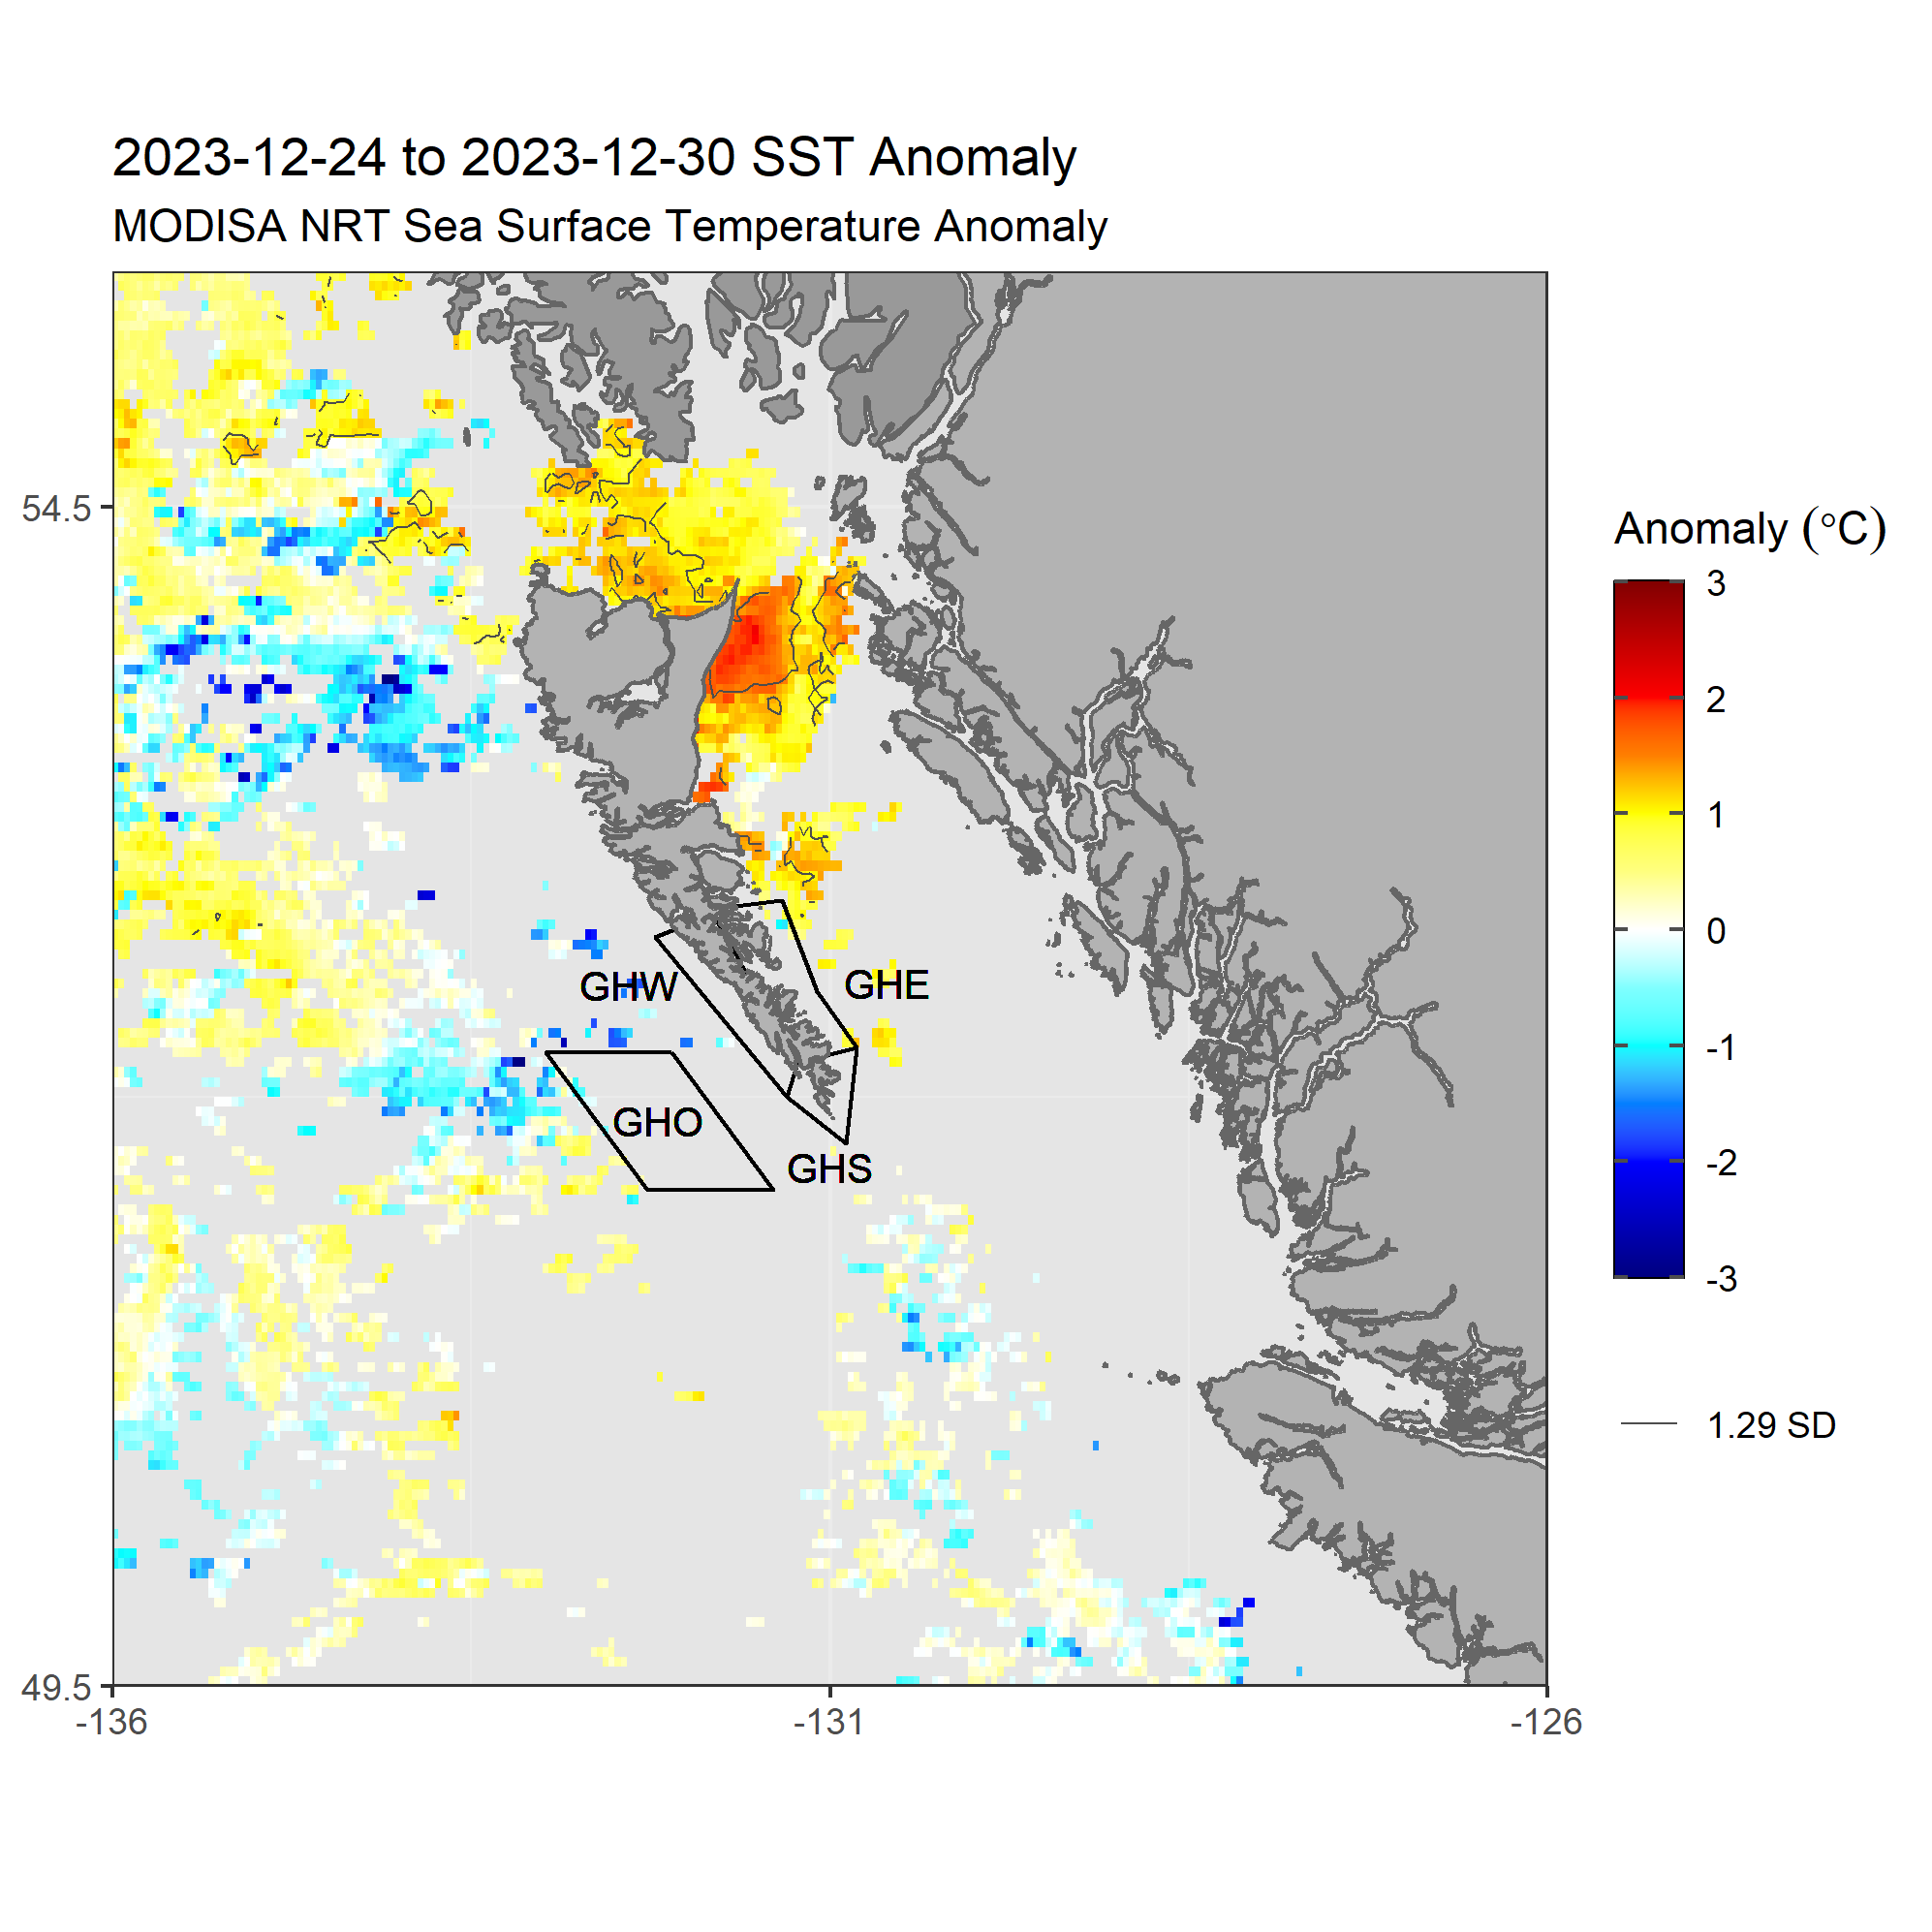 2023-12-24 to 2023-12-30 SST Anomaly
MODISA NRT Sea Surface Temperature Anomaly
54.5
49.5
-136
-131
-126
GHW
GHE
GHO
GHS
Anomaly (°C)
3
2
1
0
-1
-2
-3
1.29 SD